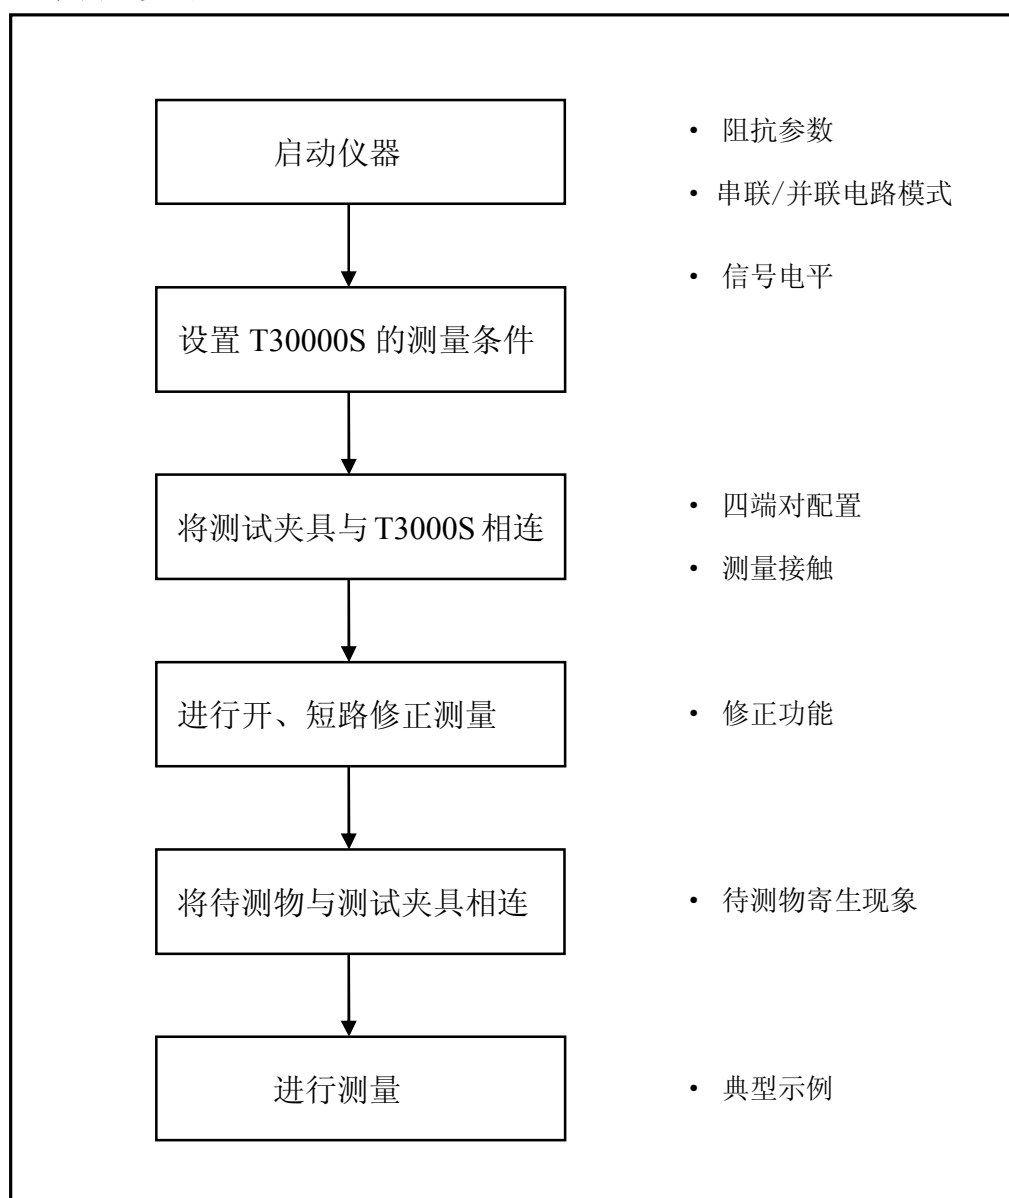 启动仪器
· 阻抗参数
· 串联/并联电路模式
· 信号电平
设置 T30000S 的测量条件
将测试夹具与 T3000S 相连
· 四端对配置
· 测量接触
进行开、短路修正测量
· 修正功能
将待测物与测试夹具相连
· 待测物寄生现象
进行测量
· 典型示例